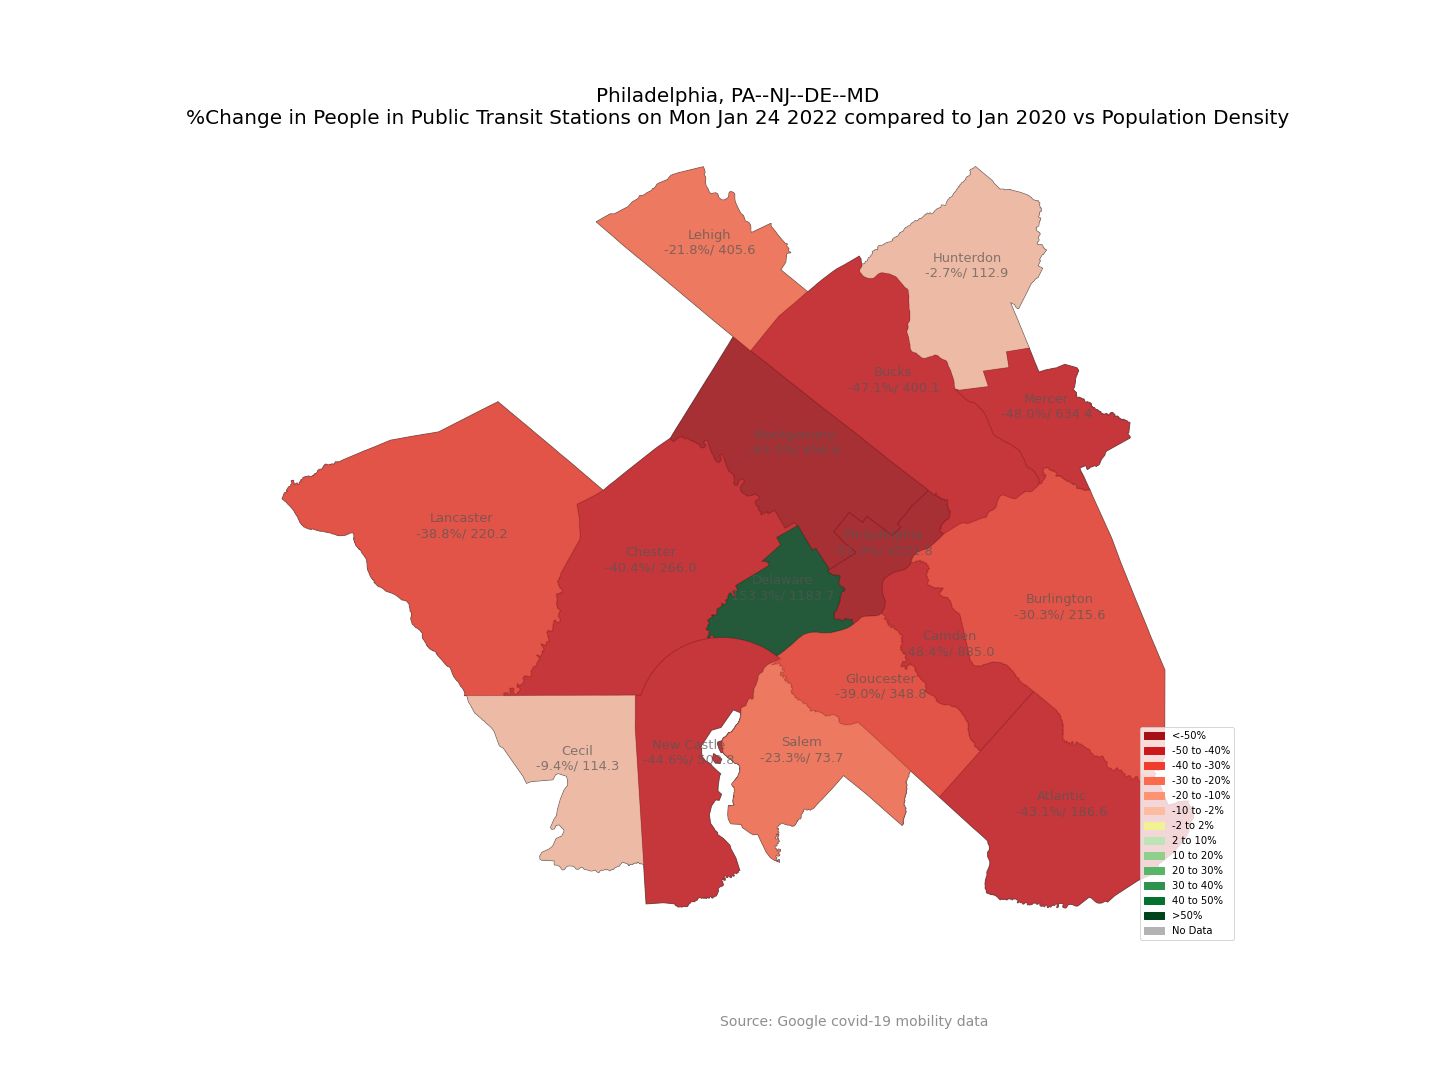 Philadelphia, PA--NJ--DE--MD
%Change in People in Public Transit Stations on Mon Jan 24 2022 compared to Jan 2020 vs Population Density
Lehigh
-21.8%/ 405.6
Hunterdon
-2.7%/ 112.9
Bucks
-47.1%/ 400.1
Mercer
-48.0%/ 634.4
Montgomery
Lancaster
-38.8%/ 220.2
Philadelphia
Chester
-40.4%/ 266.0
Delaware
153.3%/ 1183.7
Burlington
-30.3%/ 215.6
Camden
-48.4%/ 885.0
Gloucester
-39.0%/ 348.8
New Castle
-44.6%/
Salem
-23.3%/ 73.7
Cecil
-9.4%/ 114.3
Atlantic
-43.1%/ 186.6
<-50%
-50 to -40%
-40 to -30%
-30 to -20%
-20 to -10%
-10 to -2%
-2 to 2%
2 to 10%
10 to 20%
20 to 30%
30 to 40%
40 to 50%
>50%
No Data
Source: Google covid-19 mobility data